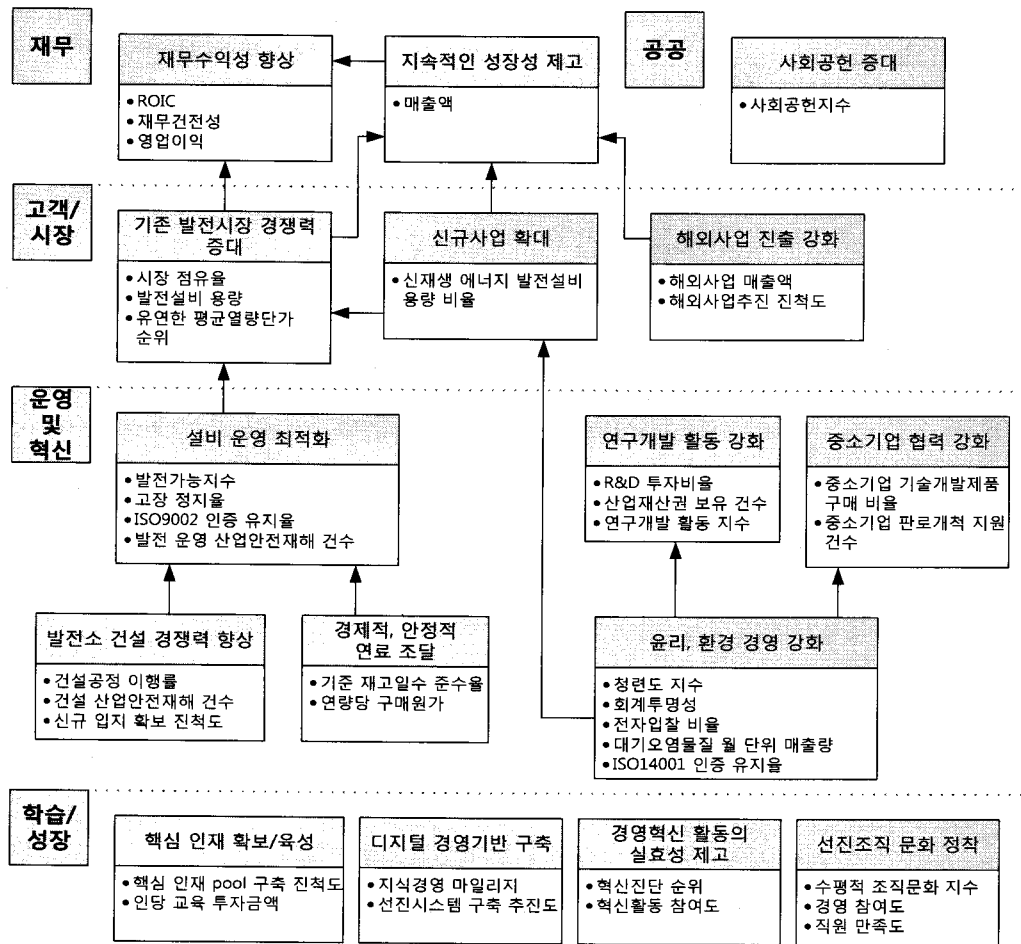 재무
재무수익성 향상
• ROIC
• 재무건전성
• 영업이익
지속적인 성장성 제고
• 매출액
공공
사회공헌 증대
• 사회공헌지수
고객/
시장
기존 발전시장 경쟁력
증대
• 시장 점유율
• 발전설비 용량
• 유연한 평균열량단가
순위
신규사업 확대
• 신재생 에너지 발전설비
용량 비율
해외사업 진출 강화
• 해외사업 매출액
• 해외사업추진 진척도
운영
및
혁신
설비 운영 최적화
• 발전가능지수
• 고장 정지율
• ISO9002 인증 유지율
• 발전 운영 산업안전재해 건수
연구개발 활동 강화
• R&D 투자비율
• 산업재산권 보유 건수
• 연구개발 활동 지수
중소기업 협력 강화
• 중소기업 기술개발제품
구매 비율
• 중소기업 판로개척 지원
건수
발전소 건설 경쟁력 향상
• 건설공정 이행률
• 건설 산업안전재해 건수
• 신규 입지 확보 진척도
경제적, 안정적
연료 조달
• 기준 재고일수 준수율
• 연량당 구매원가
윤리, 환경 경영 강화
• 청련도 지수
• 회계투명성
• 전자입찰 비율
• 대기오염물질 월 단위 매출량
• ISO14001 인증 유지율
학습/
성장
핵심 인재 확보/육성
• 핵심 인재 pool 구축 진척도
• 인당 교육 투자금액
디지털 경영기반 구축
• 지식경영 마일리지
• 선진시스템 구축 추진도
경영혁신 활동의
실효성 제고
• 혁신진단 순위
• 혁신활동 참여도
선진조직 문화 정착
• 수평적 조직문화 지수
• 경영 참여도
• 직원 만족도